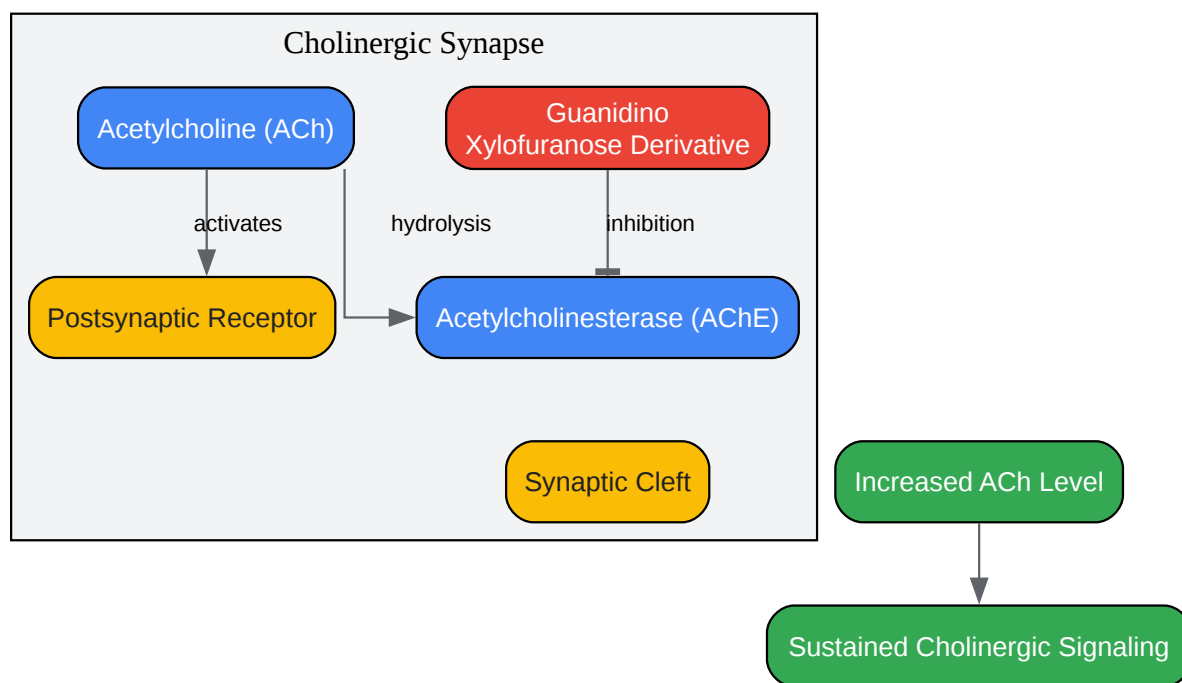 Cholinergic Synapse
Acetylcholine (ACh)
Guanidino
Xylofuranose Derivative
activates
hydrolysis
inhibition
Postsynaptic Receptor
Acetylcholinesterase (AChE)
Synaptic Cleft
Increased ACh Level
Sustained Cholinergic Signaling